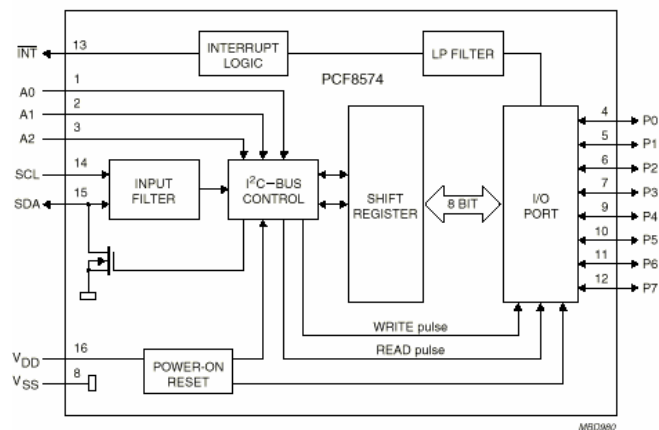 INT
13
INTERRUPT
LOGIC
LP FILTER
PCF8574
A0
1
A1
2
A2
3
SCL
14
SDA
15
INPUT
FILTER
I²C–BUS
CONTROL
SHIFT
REGISTER
8 BIT
I/O
PORT
4
P0
5
P1
6
P2
7
P3
9
P4
10
P5
11
P6
12
P7
WRITE pulse
READ pulse
VDD
16
VSS
8
POWER-ON
RESET
MBD980